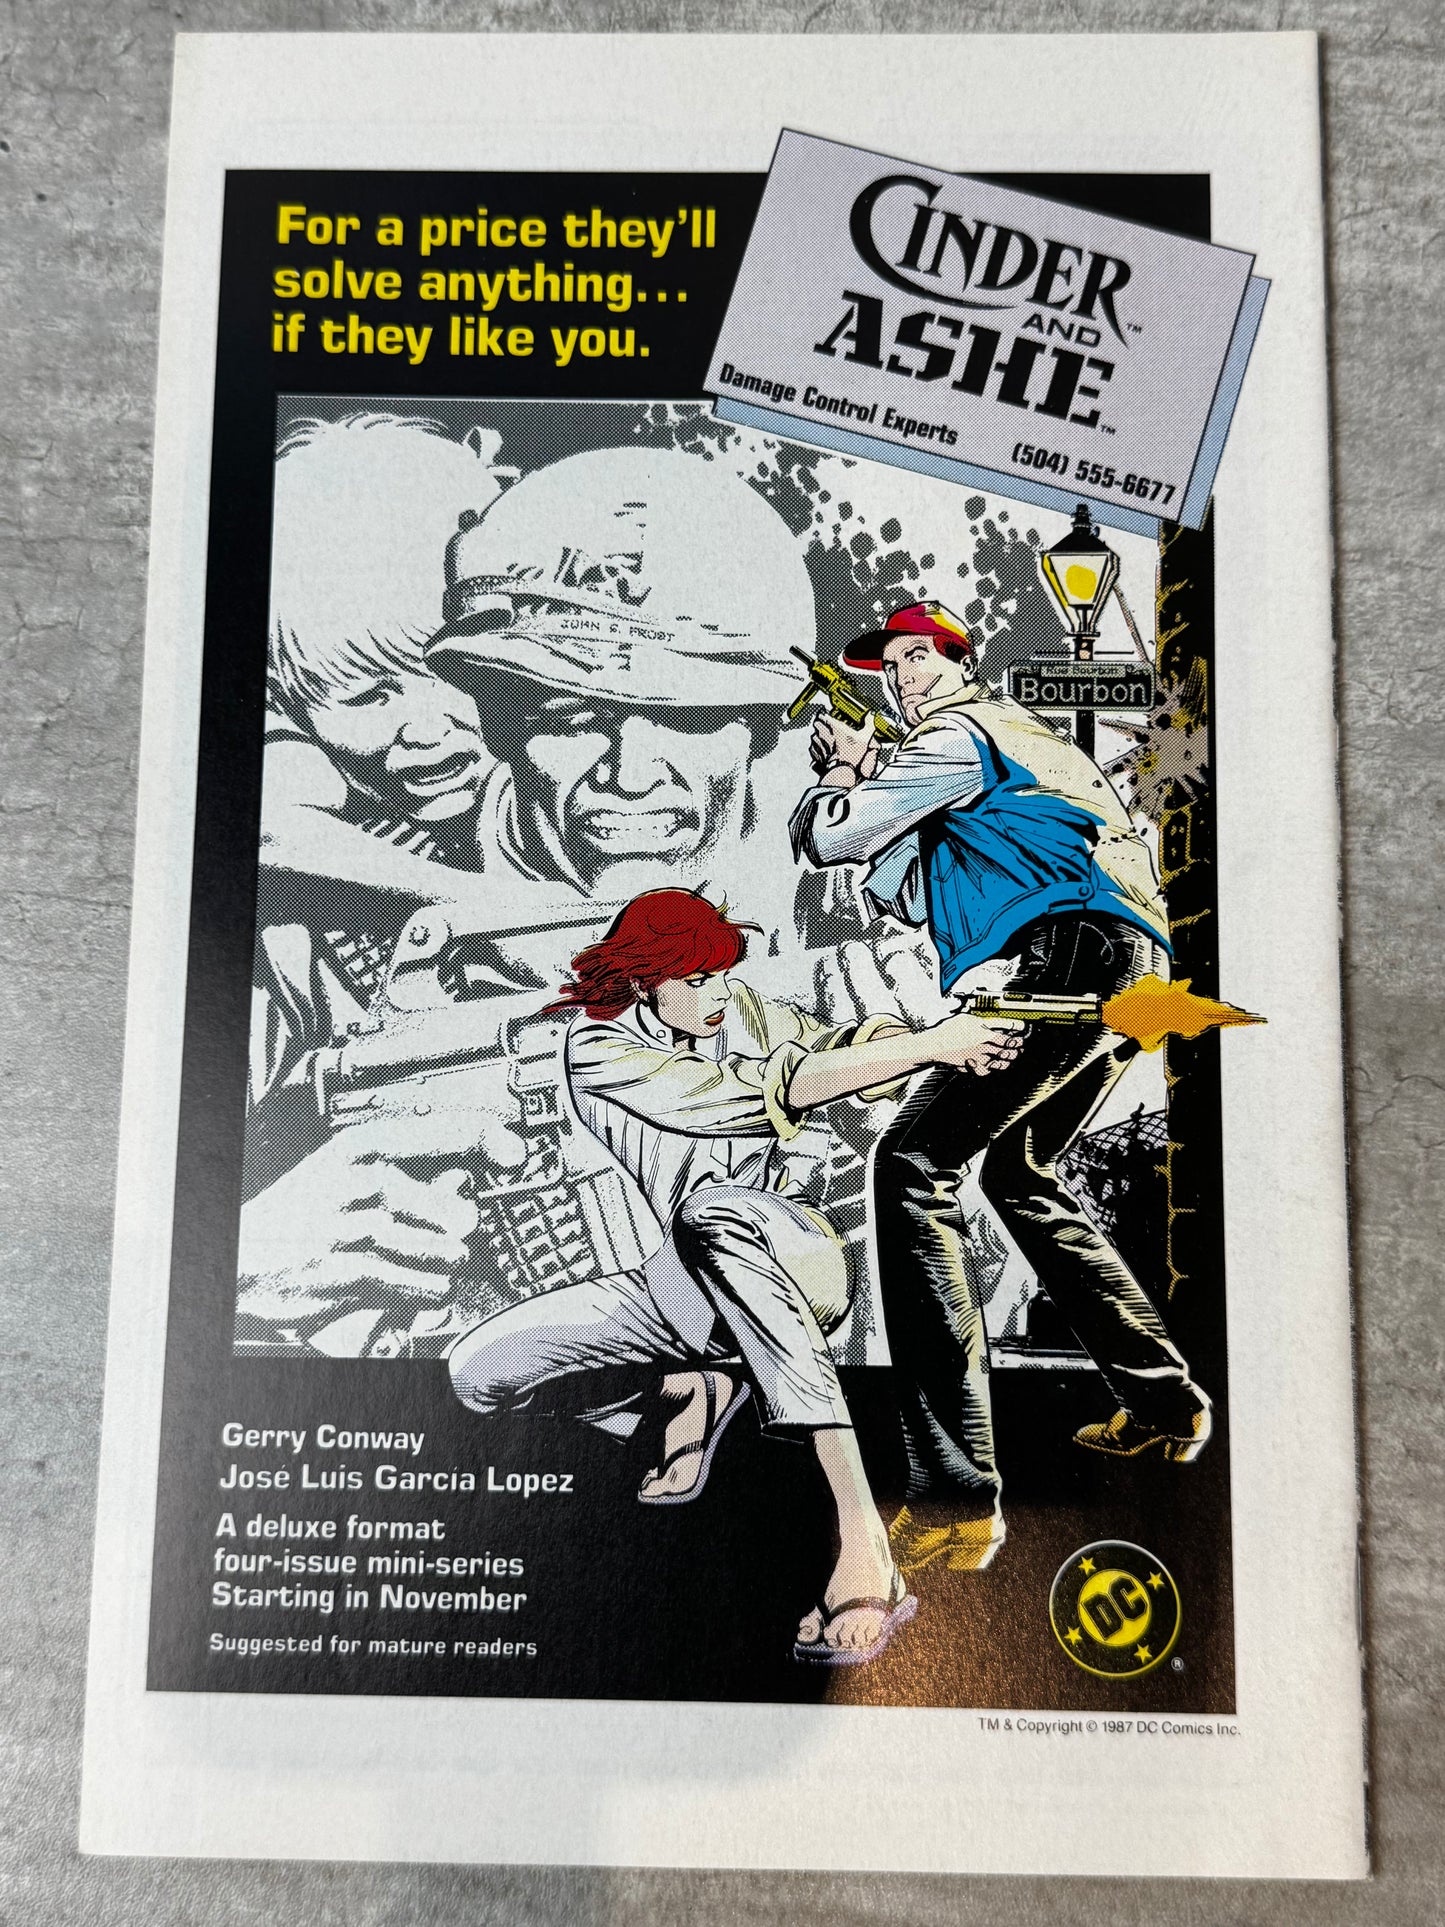 For a price they'll
solve anything...
if they like you.
CINDER™
AND
ASHE™
Damage Control Experts
(504) 555-6677
JOHN G. FROST
Bourbon
Gerry Conway
José Luis García Lopez
A deluxe format
four-issue mini-series
Starting in November
Suggested for mature readers
DC
®
TM & Copyright © 1987 DC Comics Inc.